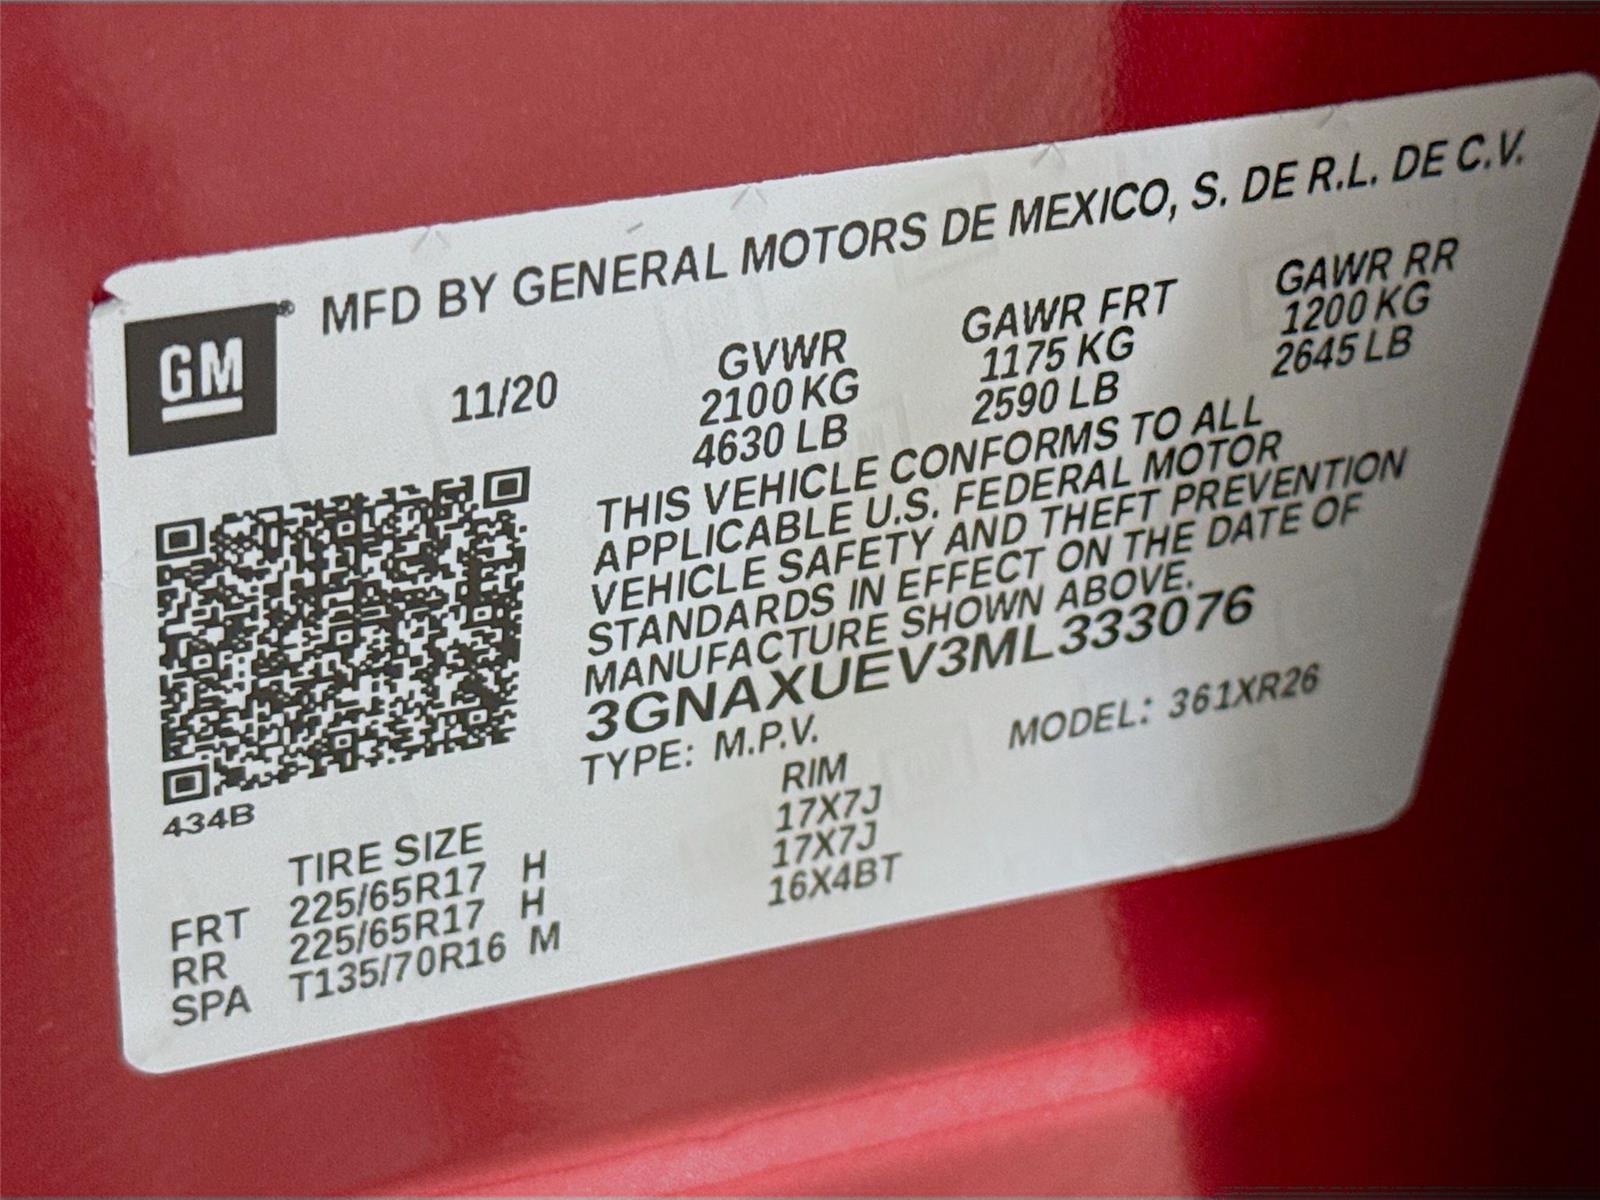 MFD BY GENERAL MOTORS DE MEXICO, S. DE R.L. DE C.V.
GM®
11/20
GVWR GAWR FRT GAWR RR
2100 KG 1175 KG 1200 KG
4630 LB 2590 LB 2645 LB
THIS VEHICLE CONFORMS TO ALL
APPLICABLE U.S. FEDERAL MOTOR
VEHICLE SAFETY AND THEFT PREVENTION
STANDARDS IN EFFECT ON THE DATE OF
MANUFACTURE SHOWN ABOVE.
3GNAXUEV3ML333076
TYPE: M.P.V. MODEL: 361XR26
434B
TIRE SIZE RIM
FRT 225/65R17 H 17X7J
RR 225/65R17 H 17X7J
SPA T135/70R16 M 16X4BT